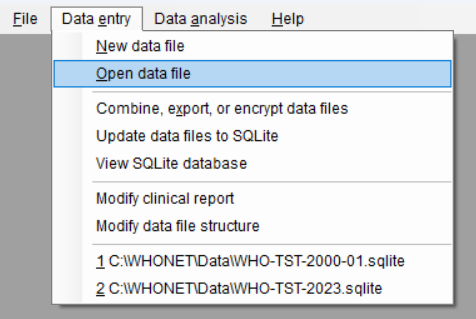 File Data entry Data analysis Help
New data file
Open data file
Combine, export, or encrypt data files
Update data files to SQLite
View SQLite database
Modify clinical report
Modify data file structure
1 C:\WHONET\Data\WHO-TST-2000-01.sqlite
2 C:\WHONET\Data\WHO-TST-2023.sqlite